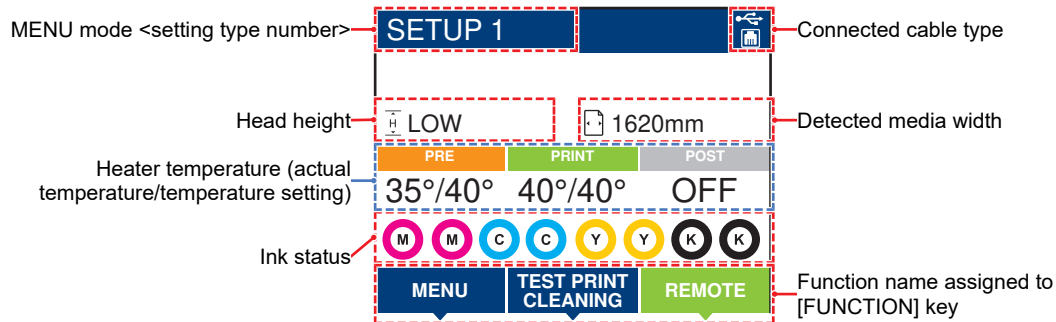 MENU mode <setting type number>
SETUP 1
Connected cable type
Head height
H
LOW
1620mm
Detected media width
Heater temperature (actual
temperature/temperature setting)
PRE
PRINT
POST
35°/40°
40°/40°
OFF
Ink status
M M C C Y Y K K
MENU
TEST PRINT
CLEANING
REMOTE
Function name assigned to
[FUNCTION] key